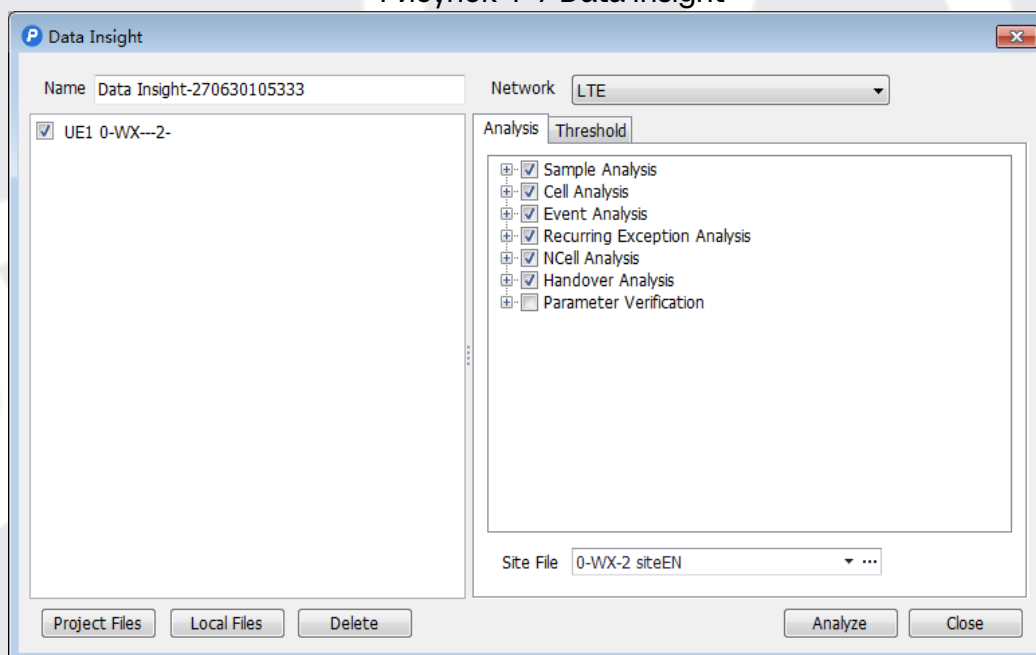 Data Insight
Data Insight
Name Data Insight-270630105333
Network LTE
UE1 0-WX---2-
Analysis Threshold
Sample Analysis
Cell Analysis
Event Analysis
Recurring Exception Analysis
NCell Analysis
Handover Analysis
Parameter Verification
Site File 0-WX-2 siteEN
Project Files Local Files Delete
Analyze Close